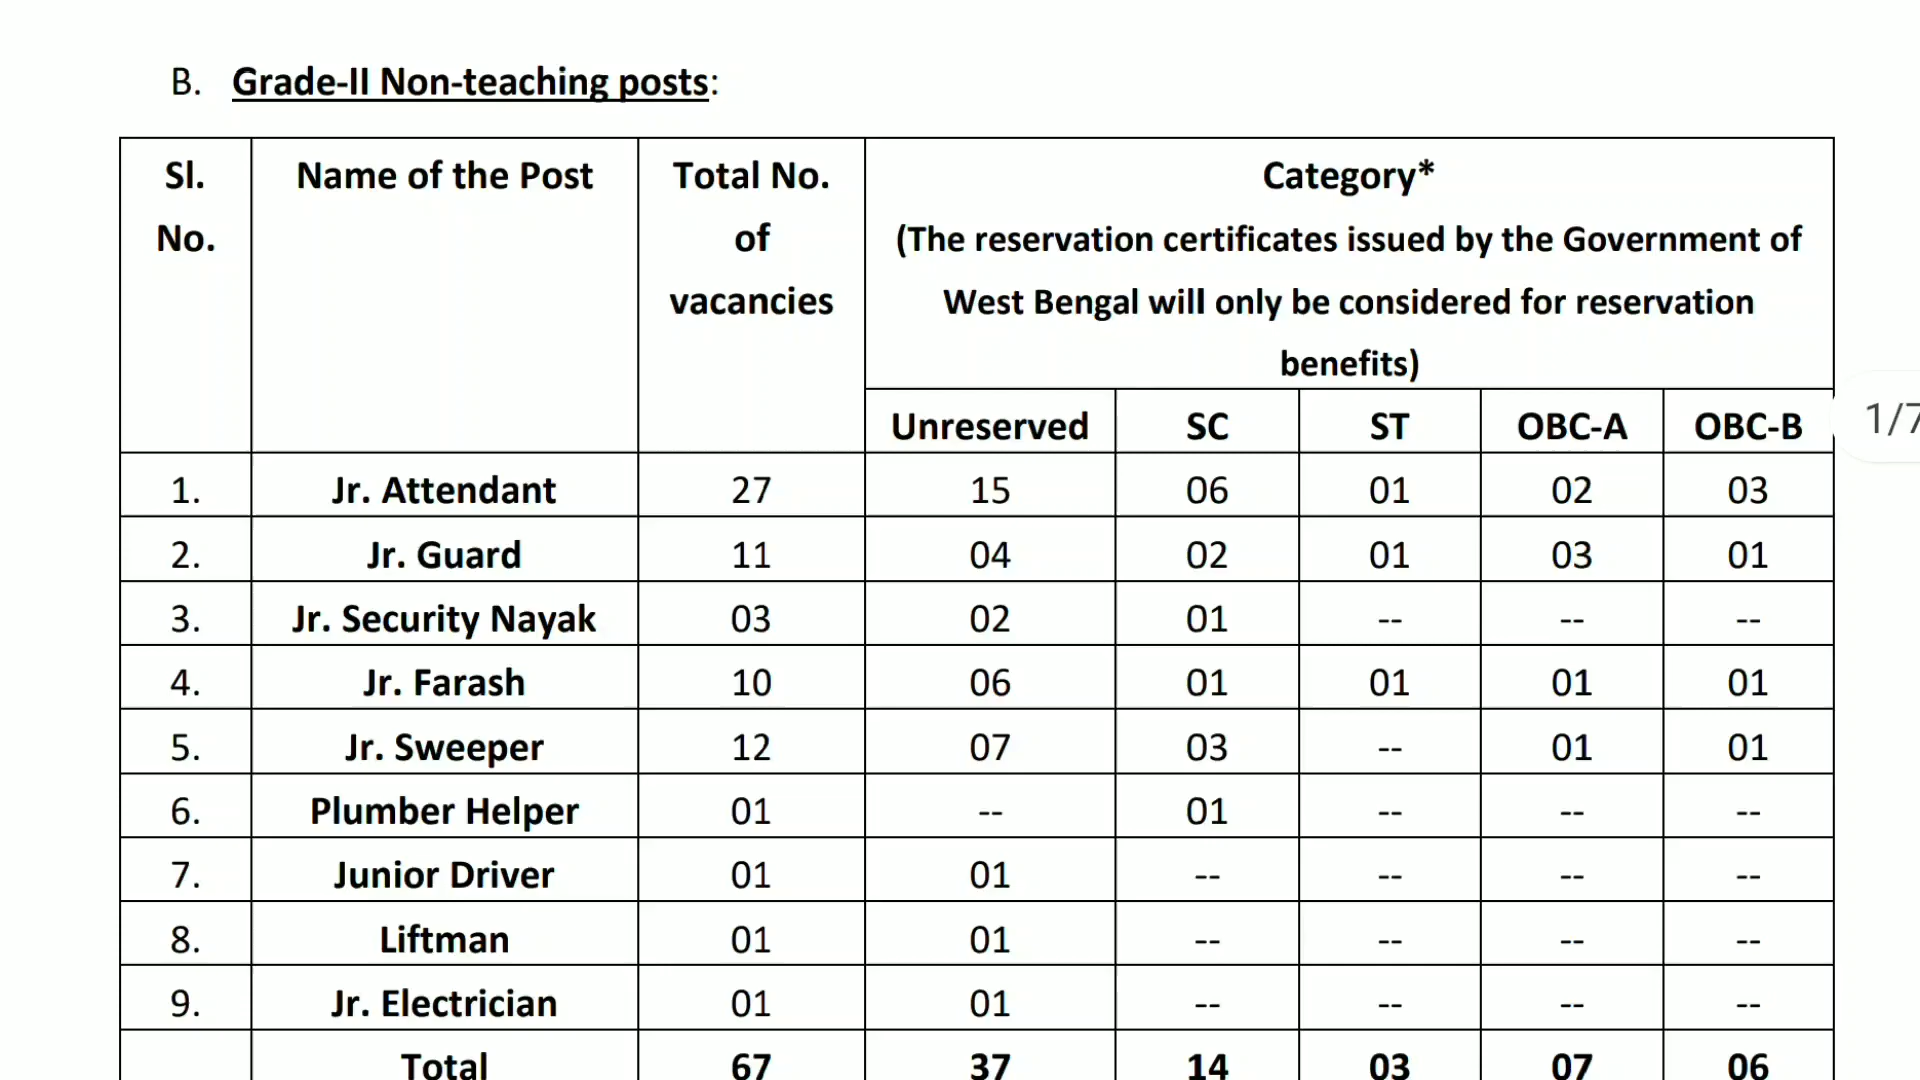 B. Grade-II Non-teaching posts:
Sl. No. Name of the Post Total No. of vacancies Category*
(The reservation certificates issued by the Government of
West Bengal will only be considered for reservation
benefits)
Unreserved SC ST OBC-A OBC-B
1/7
1. Jr. Attendant 27 15 06 01 02 03
2. Jr. Guard 11 04 02 01 03 01
3. Jr. Security Nayak 03 02 01 -- -- --
4. Jr. Farash 10 06 01 01 01 01
5. Jr. Sweeper 12 07 03 -- 01 01
6. Plumber Helper 01 -- 01 -- -- --
7. Junior Driver 01 01 -- -- -- --
8. Liftman 01 01 -- -- -- --
9. Jr. Electrician 01 01 -- -- -- --
Total 67 37 14 03 07 06